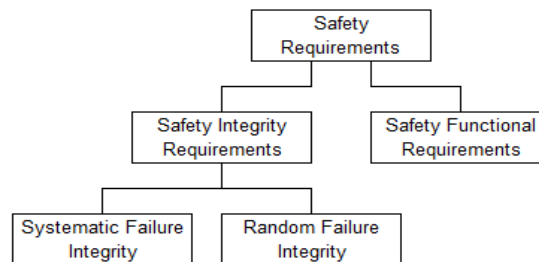 Safety
Requirements
Safety Integrity
Requirements
Safety Functional
Requirements
Systematic Failure
Integrity
Random Failure
Integrity